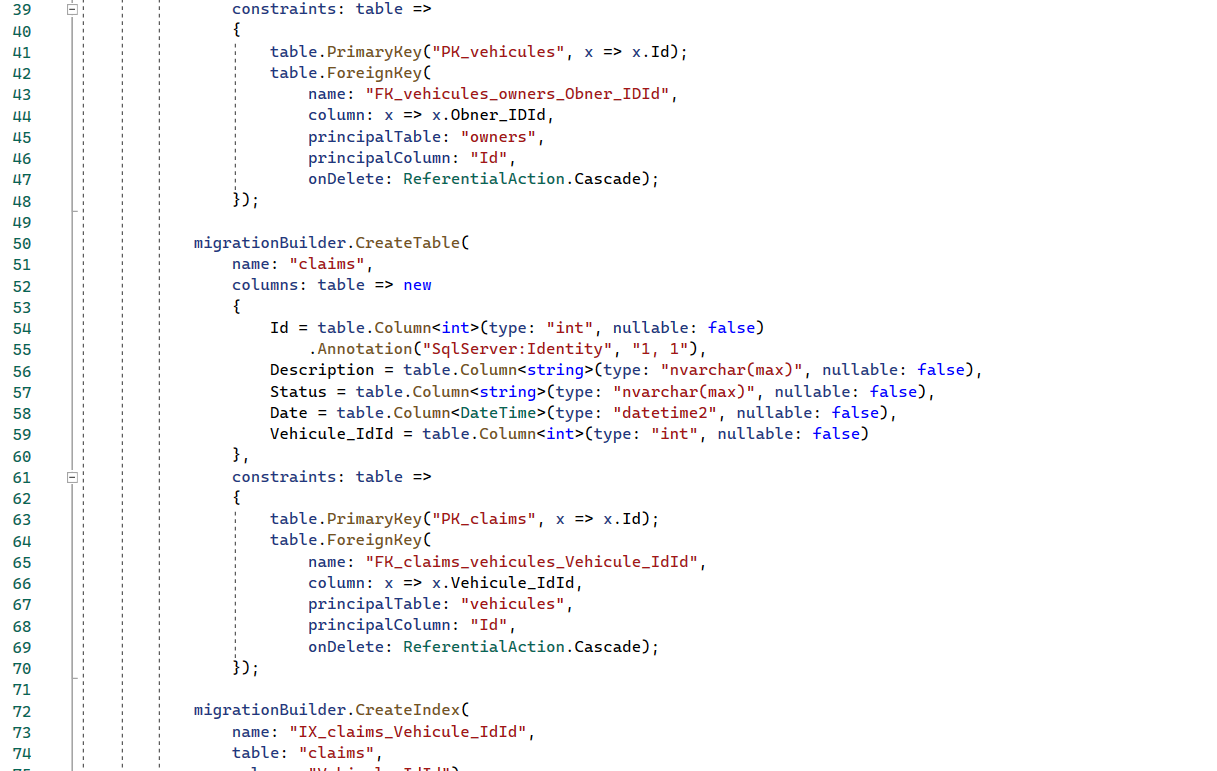 39 constraints: table =>
40 {
41 table.PrimaryKey("PK_vehicules", x => x.Id);
42 table.ForeignKey(
43 name: "FK_vehicules_owners_Obner_IDId",
44 column: x => x.Obner_IDId,
45 principalTable: "owners",
46 principalColumn: "Id",
47 onDelete: ReferentialAction.Cascade);
48 });
49
50 migrationBuilder.CreateTable(
51 name: "claims",
52 columns: table => new
53 {
54 Id = table.Column<int>(type: "int", nullable: false)
55 .Annotation("SqlServer:Identity", "1, 1"),
56 Description = table.Column<string>(type: "nvarchar(max)", nullable: false),
57 Status = table.Column<string>(type: "nvarchar(max)", nullable: false),
58 Date = table.Column<DateTime>(type: "datetime2", nullable: false),
59 Vehicule_IdId = table.Column<int>(type: "int", nullable: false)
60 },
61 constraints: table =>
62 {
63 table.PrimaryKey("PK_claims", x => x.Id);
64 table.ForeignKey(
65 name: "FK_claims_vehicules_Vehicule_IdId",
66 column: x => x.Vehicule_IdId,
67 principalTable: "vehicules",
68 principalColumn: "Id",
69 onDelete: ReferentialAction.Cascade);
70 });
71
72 migrationBuilder.CreateIndex(
73 name: "IX_claims_Vehicule_IdId",
74 table: "claims",